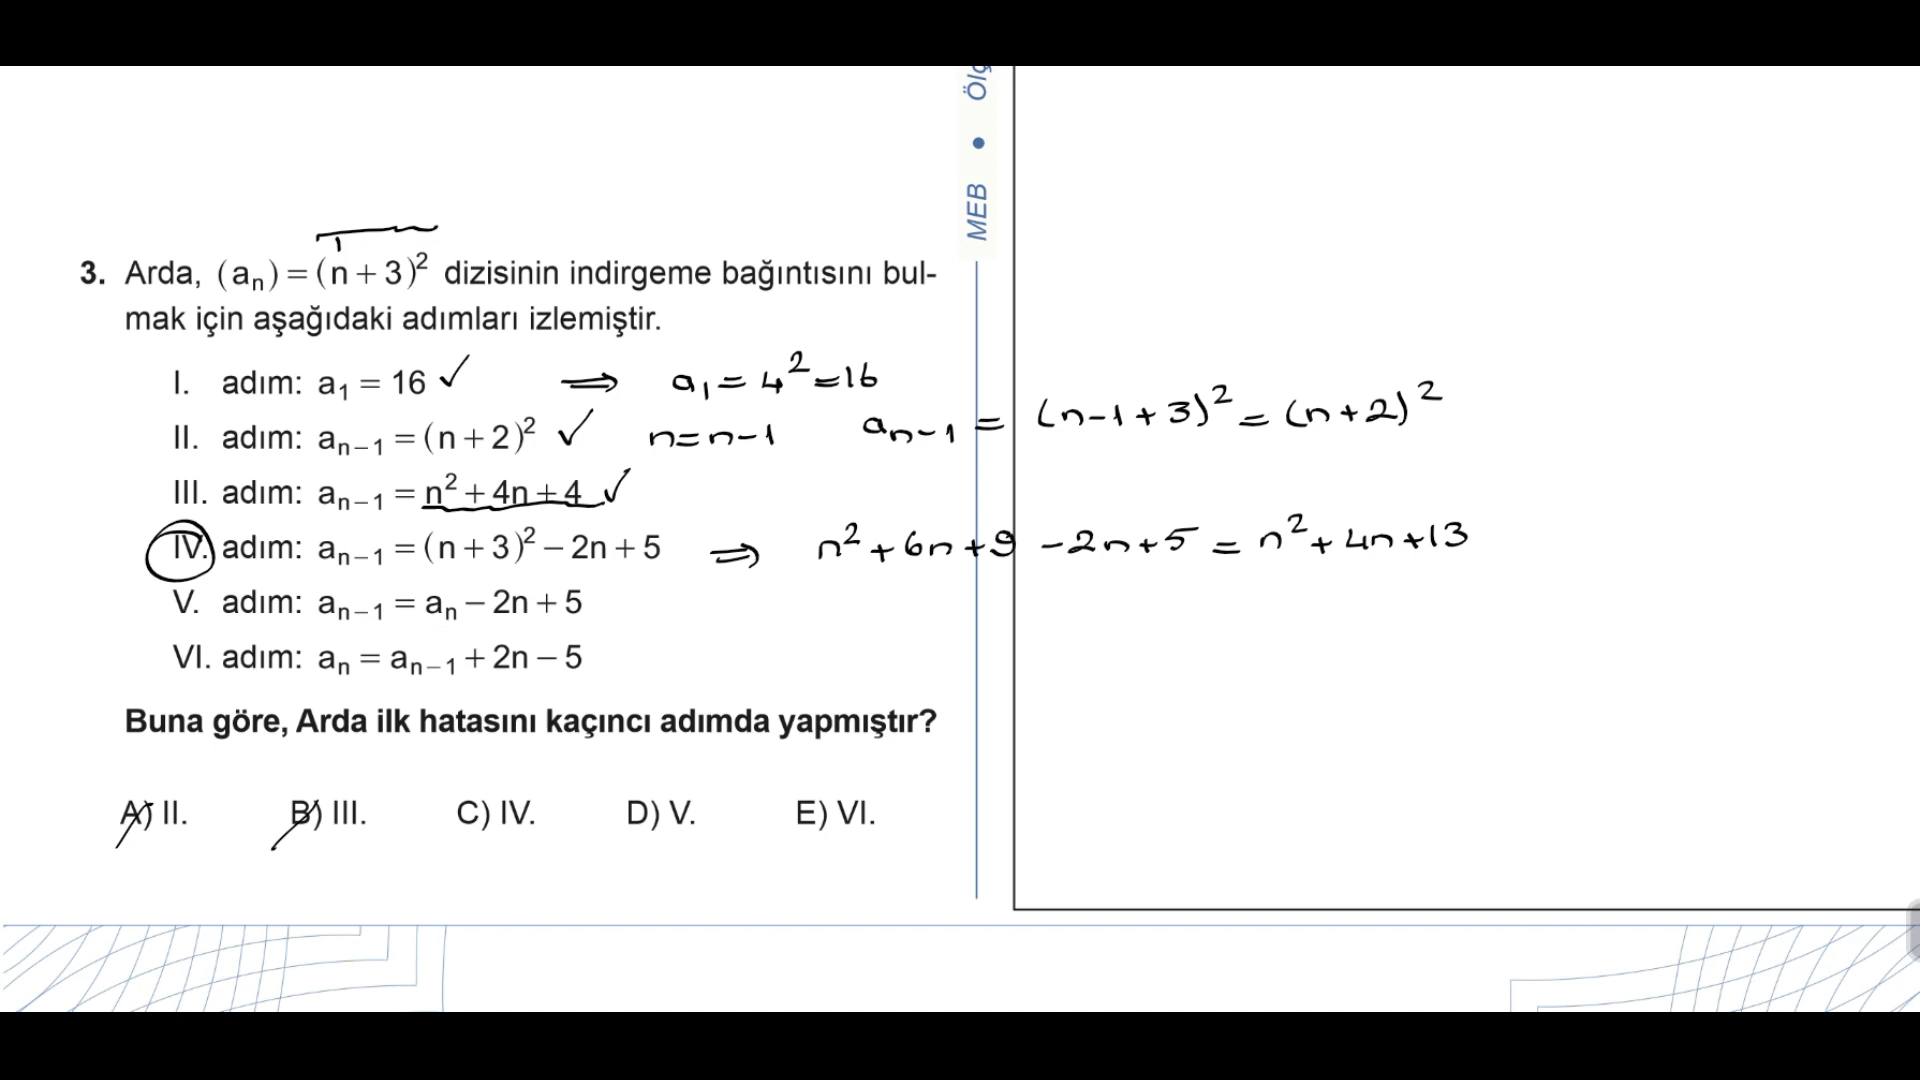 MEB • Ölç
3. Arda, (aₙ) = (n + 3)² dizisinin indirgeme bağıntısını bul-
mak için aşağıdaki adımları izlemiştir.
I. adım: a₁ = 16 ✓ ⇒ a₁ = 4² = 16
II. adım: aₙ₋₁ = (n + 2)² ✓ n = n-1 aₙ₋₁ = (n-1+3)² = (n+2)²
III. adım: aₙ₋₁ = n² + 4n + 4 ✓
IV. adım: aₙ₋₁ = (n + 3)² − 2n + 5 ⇒ n² + 6n + 9 - 2n + 5 = n² + 4n + 13
V. adım: aₙ₋₁ = aₙ − 2n + 5
VI. adım: aₙ = aₙ₋₁ + 2n − 5
Buna göre, Arda ilk hatasını kaçıncı adımda yapmıştır?
A) II. B) III. C) IV. D) V. E) VI.